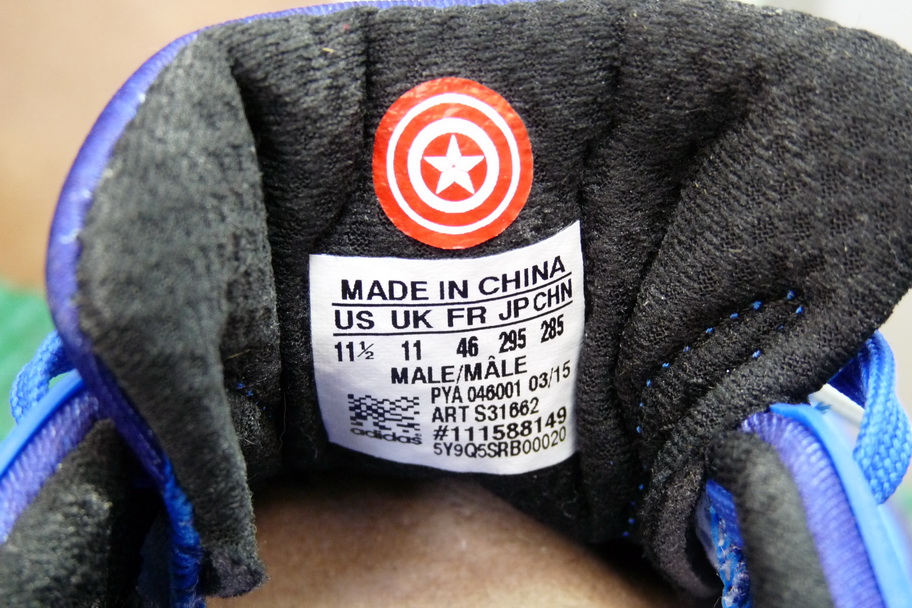 MADE IN CHINA
US UK FR JP CHN
11½ 11 46 295 285
MALE/MÂLE
PYA 046001 03/15
ART S31662
#111588149
adidas 5Y9Q5SRB00020